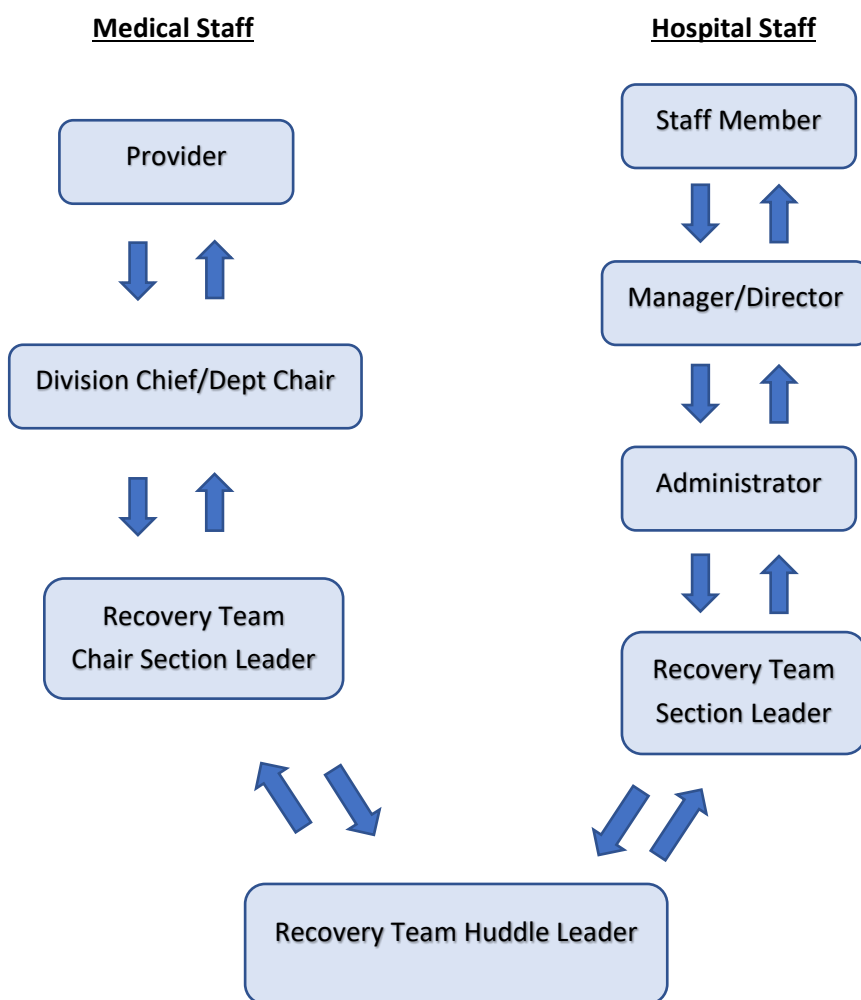 Medical Staff
Provider
Division Chief/Dept Chair
Recovery Team
Chair Section Leader
Hospital Staff
Staff Member
Manager/Director
Administrator
Recovery Team
Section Leader
Recovery Team Huddle Leader